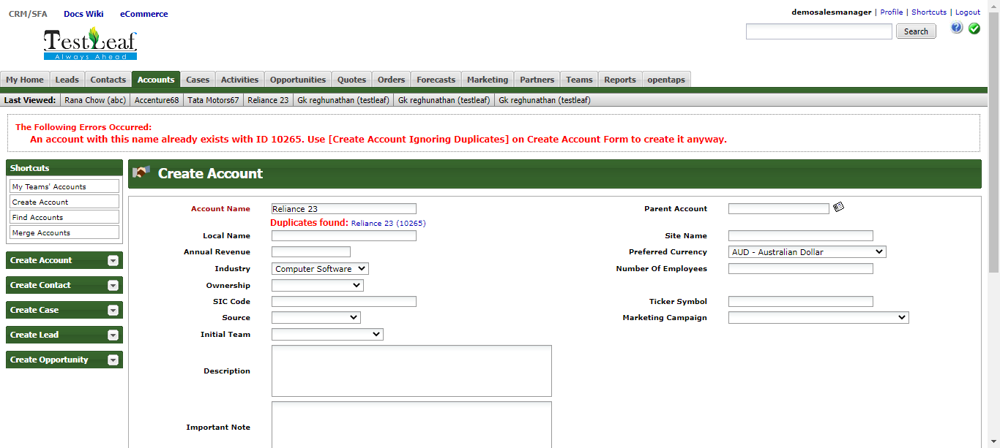 CRM/SFA Docs Wiki eCommerce
demosalesmanager | Profile | Shortcuts | Logout
TestLeaf
Always Ahead
Search
My Home Leads Contacts Accounts Cases Activities Opportunities Quotes Orders Forecasts Marketing Partners Teams Reports opentaps
Last Viewed: Rana Chow (abc) Accenture68 Tata Motors67 Reliance 23 Gk reghunathan (testleaf) Gk reghunathan (testleaf) Gk reghunathan (testleaf)
The Following Errors Occurred:
An account with this name already exists with ID 10265. Use [Create Account Ignoring Duplicates] on Create Account Form to create it anyway.
Shortcuts
My Teams' Accounts
Create Account
Find Accounts
Merge Accounts
Create Account
Create Contact
Create Case
Create Lead
Create Opportunity
Create Account
Account Name Reliance 23 Parent Account
Duplicates found: Reliance 23 (10265)
Local Name Site Name
Annual Revenue Preferred Currency AUD - Australian Dollar
Industry Computer Software Number Of Employees
Ownership
SIC Code Ticker Symbol
Source Marketing Campaign
Initial Team
Description
Important Note